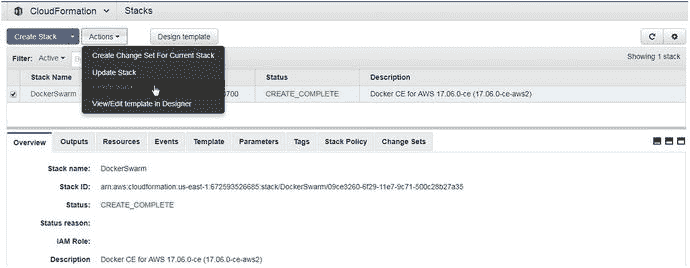 CloudFormation Stacks
Create Stack Actions Design template
Filter: Active Showing 1 stack
Create Change Set For Current Stack
Update Stack
View/Edit template in Designer
Stack Name Status Description
DockerSwarm 0700 CREATE_COMPLETE Docker CE for AWS 17.06.0-ce (17.06.0-ce-aws2)
Overview Outputs Resources Events Template Parameters Tags Stack Policy Change Sets
Stack name: DockerSwarm
Stack ID: arn:aws:cloudformation:us-east-1:672593526685:stack/DockerSwarm/09ce3260-6f29-11e7-9c71-500c28b27a35
Status: CREATE_COMPLETE
Status reason:
IAM Role:
Description Docker CE for AWS 17.06.0-ce (17.06.0-ce-aws2)